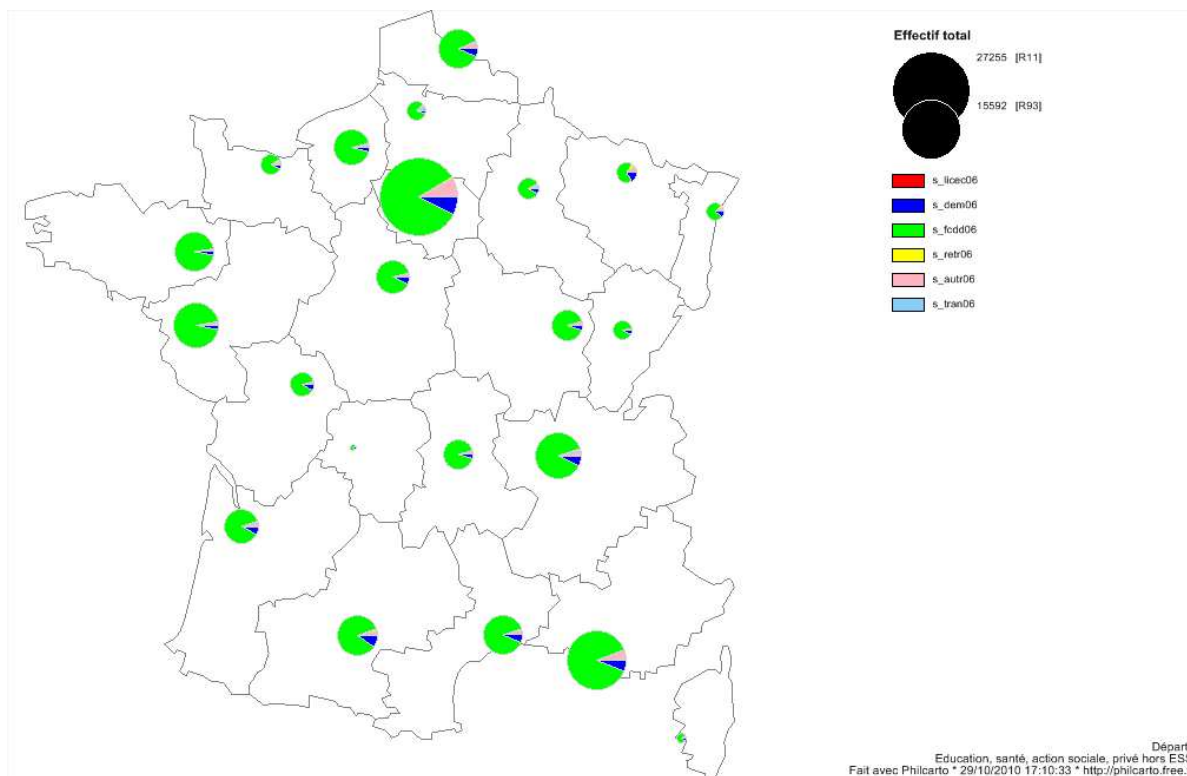 Effectif total
27255 [R11]
15592 [R93]
s_licec06
s_dem06
s_fcdd06
s_retr06
s_autr06
s_tran06
Départ
Education, santé, action sociale, privé hors ESS
Fait avec Philcarto * 29/10/2010 17:10:33 * http://philcarto.free.